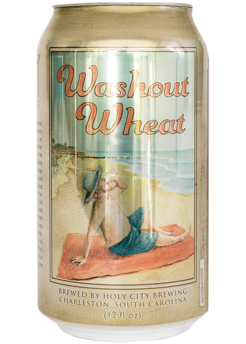 Washout
Wheat
BREWED BY HOLY CITY BREWING
CHARLESTON, SOUTH CAROLINA
(12 fl oz)